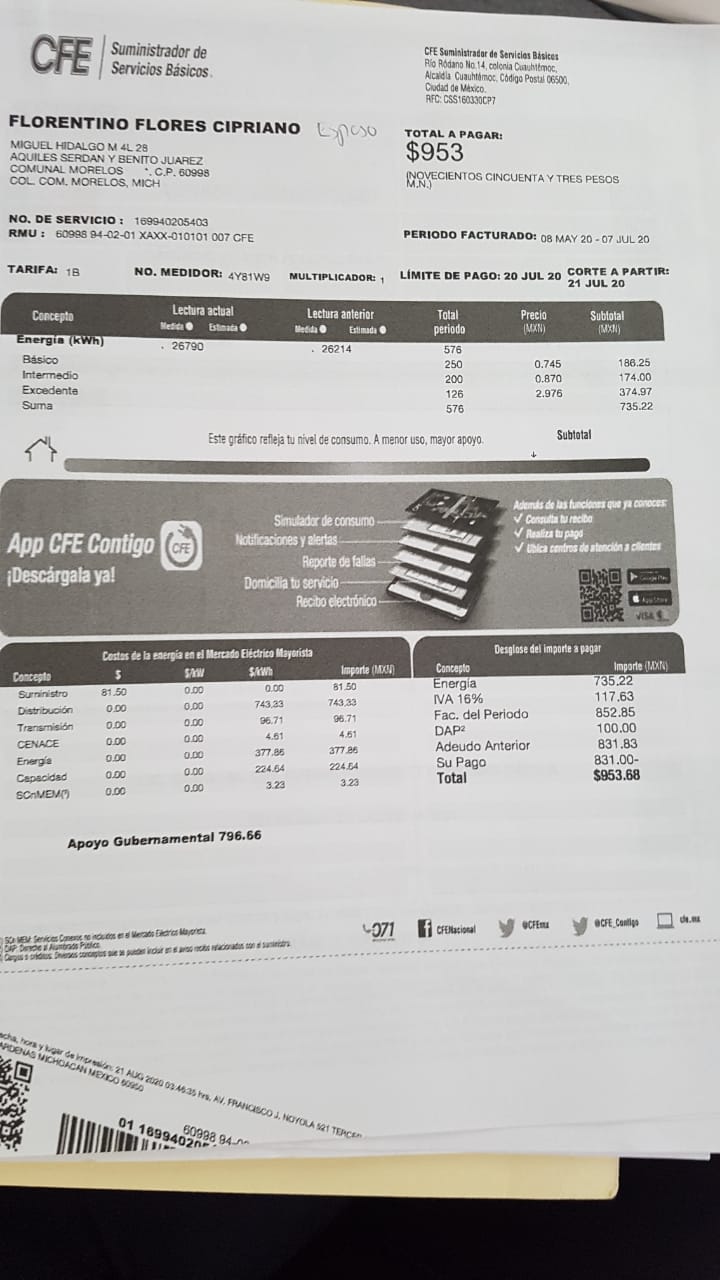 CFE
Suministrador de
Servicios Básicos.
CFE Suministrador de Servicios Básicos
Río Ródano No.14, colonia Cuauhtémoc,
Alcaldía Cuauhtémoc, Código Postal 06500,
Ciudad de México.
RFC: CSS160330CP7
FLORENTINO FLORES CIPRIANO Esposo
MIGUEL HIDALGO M 4L 28
AQUILES SERDAN Y BENITO JUAREZ
COMUNAL MORELOS , C.P. 60998
COL. COM. MORELOS, MICH
TOTAL A PAGAR:
$953
(NOVECIENTOS CINCUENTA Y TRES PESOS
M.N.)
NO. DE SERVICIO : 169940205403
RMU : 60998 94-02-01 XAXX-010101 007 CFE
PERIODO FACTURADO: 08 MAY 20 - 07 JUL 20
TARIFA: 1B NO. MEDIDOR: 4Y81W9 MULTIPLICADOR: 1 LÍMITE DE PAGO: 20 JUL 20 CORTE A PARTIR:
21 JUL 20
Concepto Lectura actual Lectura anterior Total periodo Precio (MXN) Subtotal (MXN)
Medida Estimada Medida Estimada
Energía (kWh) . 26790 . 26214 576
Básico 250 0.745 186.25
Intermedio 200 0.870 174.00
Excedente 126 2.976 374.97
Suma 576 735.22
Este gráfico refleja tu nivel de consumo. A menor uso, mayor apoyo.
Subtotal
App CFE Contigo CFE
¡Descárgala ya!
Simulador de consumo
Notificaciones y alertas
Reporte de fallas
Domicilia tu servicio
Recibo electrónico
Además de las funciones que ya conoces:
✓ Consulta tu recibo
✓ Realiza tu pago
✓ Ubica centros de atención a clientes
Google Play
App Store
VISA
Costos de la energía en el Mercado Eléctrico Mayorista
Concepto $ $/kW $/kWh Importe (MXN)
Suministro 81.50 0.00 0.00 81.50
Distribución 0.00 0.00 743.33 743.33
Transmisión 0.00 0.00 96.71 96.71
CENACE 0.00 0.00 4.61 4.61
Energía 0.00 0.00 377.86 377.86
Capacidad 0.00 0.00 224.64 224.64
SCnMEM(¹) 0.00 0.00 3.23 3.23
Desglose del importe a pagar
Concepto Importe (MXN)
Energía 735.22
IVA 16% 117.63
Fac. del Periodo 852.85
DAP² 100.00
Adeudo Anterior 831.83
Su Pago 831.00-
Total $953.68
Apoyo Gubernamental 796.66
SCn MEM: Servicios Conexos no incluidos en el Mercado Eléctrico Mayorista.
DAP: Derecho al Alumbrado Público.
Cargos o créditos: Diversos conceptos que se pueden incluir en el aviso recibo relacionados con el suministro.
071 CFENacional @CFEmx @CFE_Contigo cfe.mx
echa, hora y lugar de impresión: 21 AUG 2020 03:46:35 hrs, AV. FRANCISCO J. NOYOLA 521 TERCER
ARDENAS MICHOACAN MEXICO 60950
60998 94-0
01 16994020